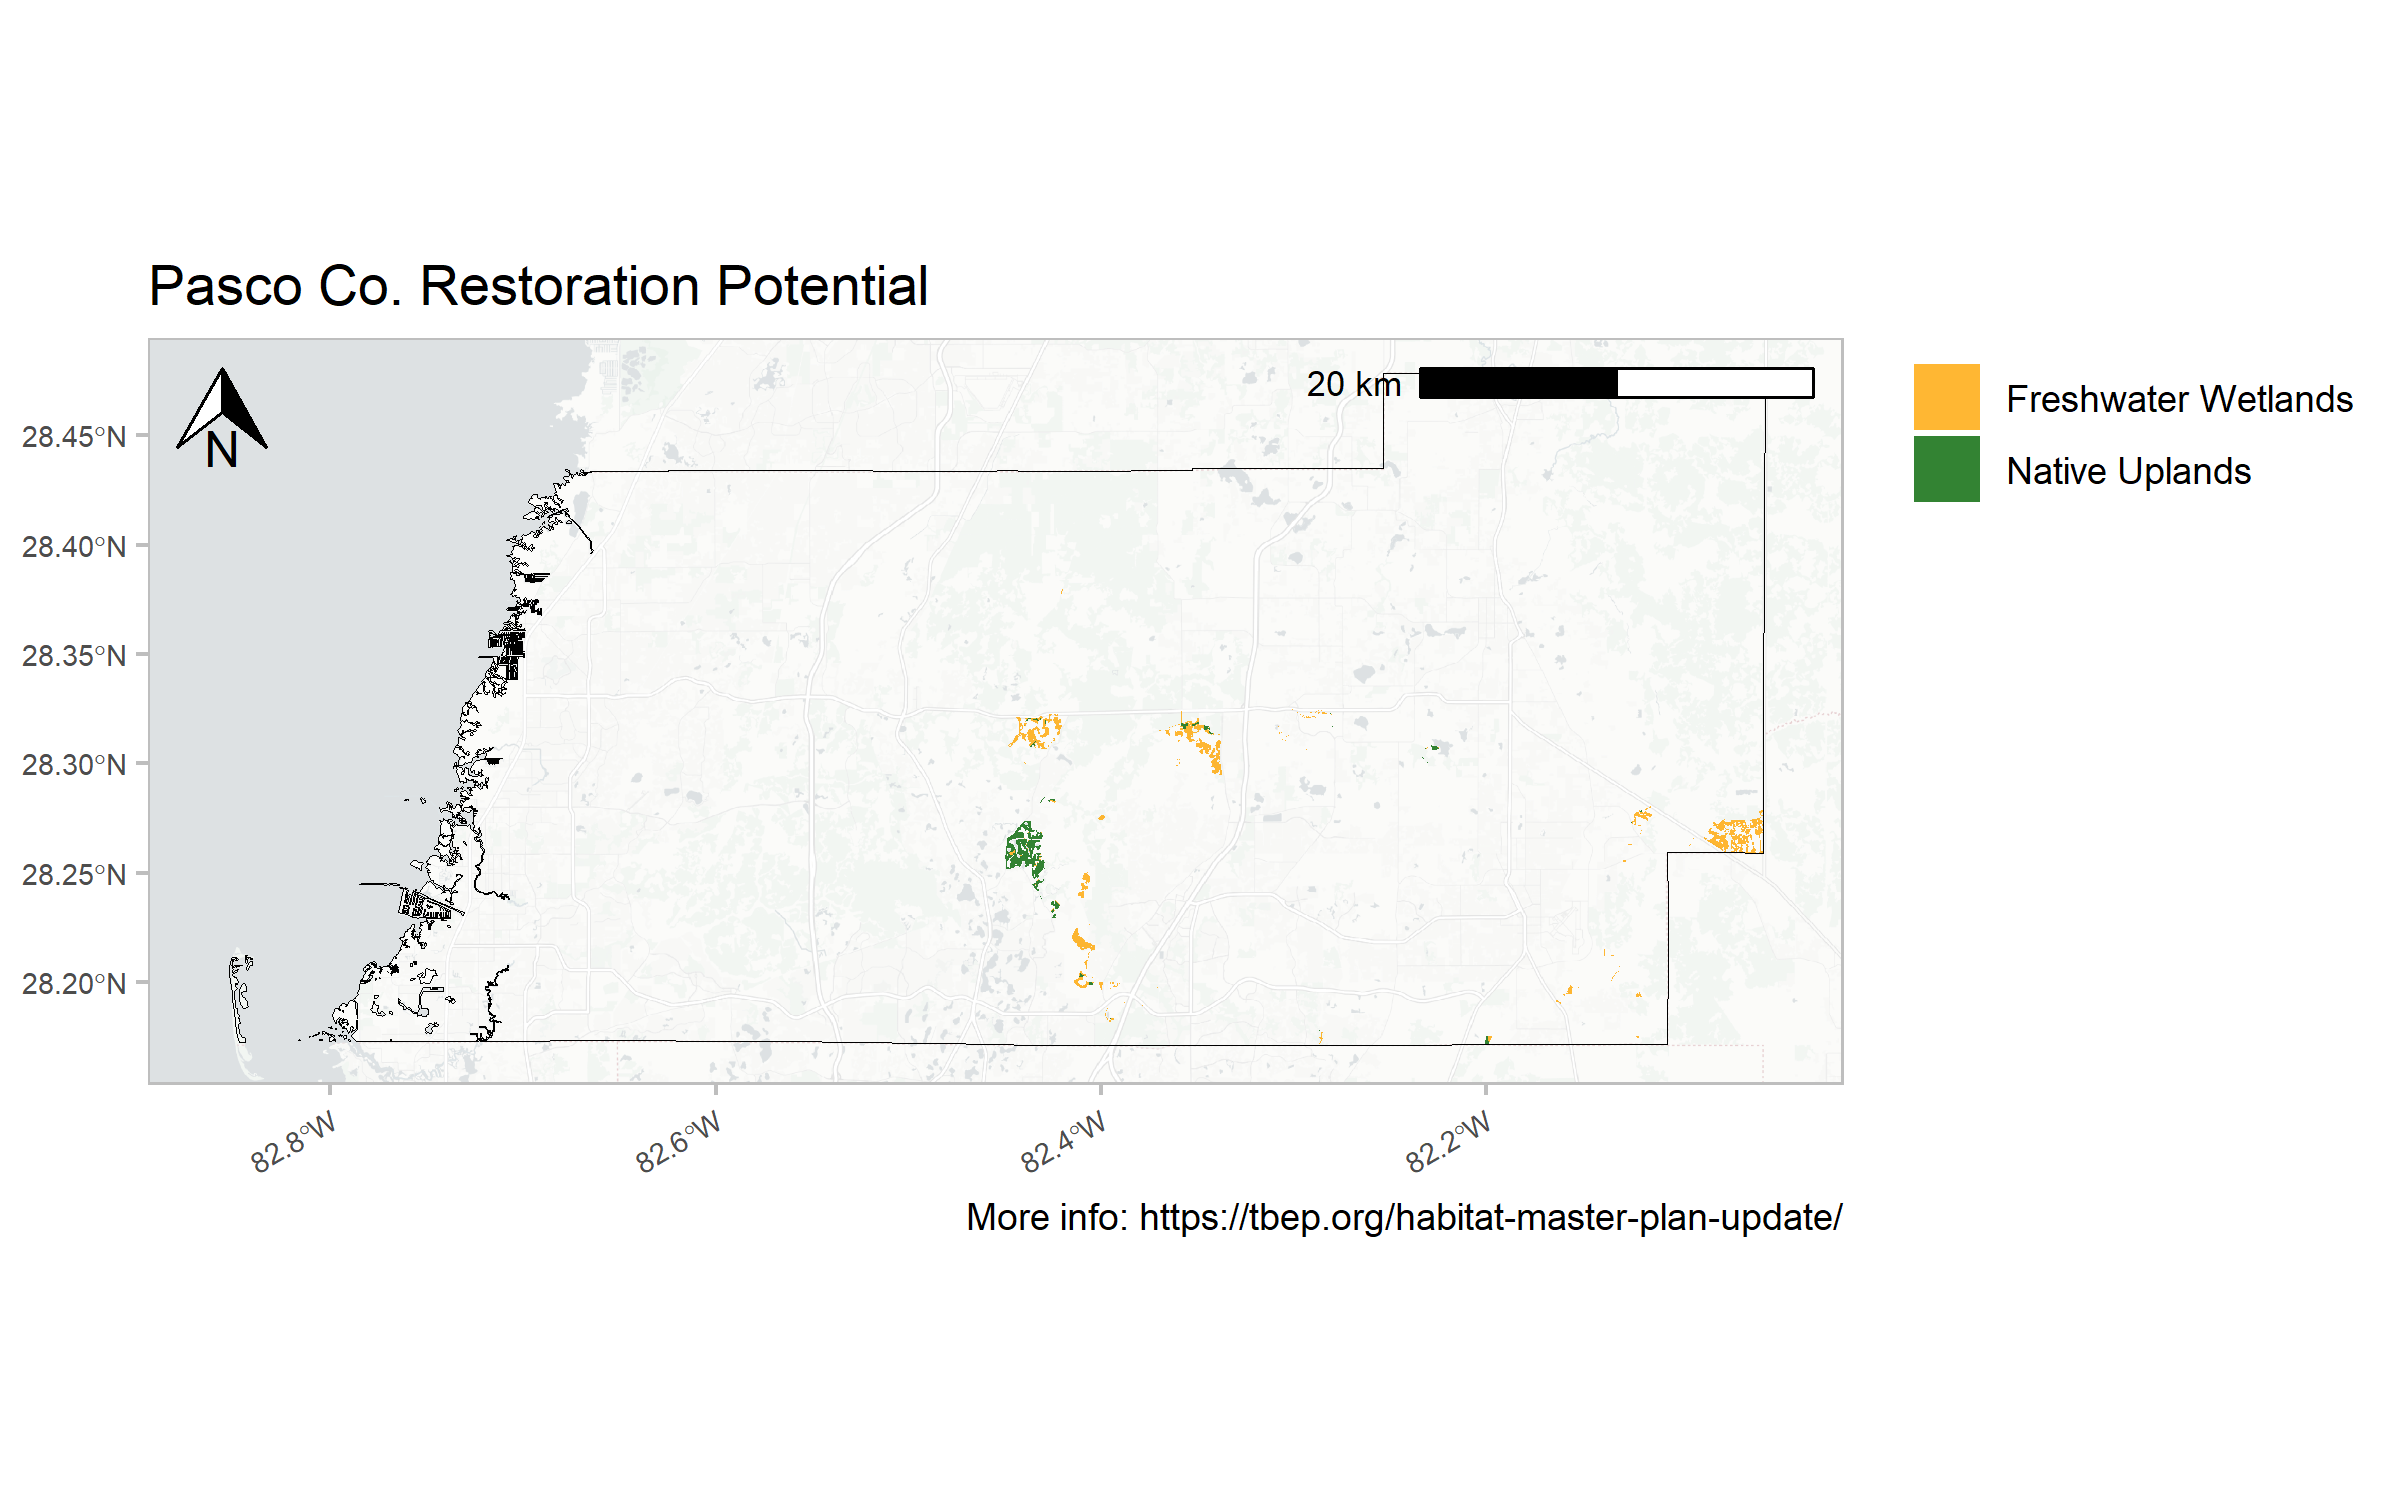 Pasco Co. Restoration Potential
N
20 km
Freshwater Wetlands
Native Uplands
28.45°N
28.40°N
28.35°N
28.30°N
28.25°N
28.20°N
82.8°W
82.6°W
82.4°W
82.2°W
More info: https://tbep.org/habitat-master-plan-update/